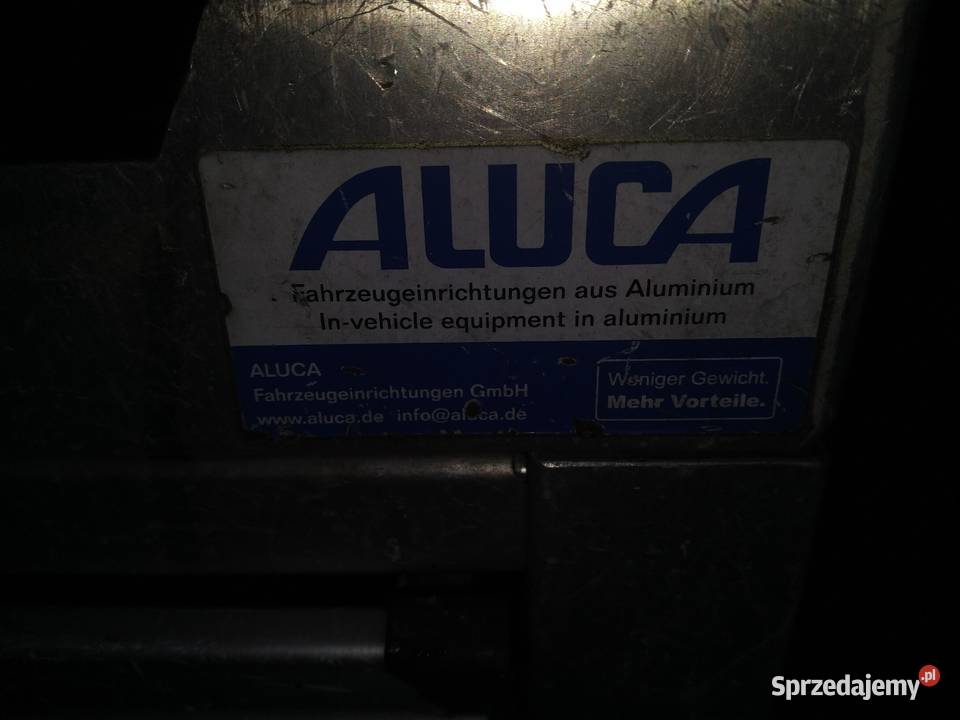 ALUCA
Fahrzeugeinrichtungen aus Aluminium
In-vehicle equipment in aluminium
ALUCA
Fahrzeugeinrichtungen GmbH
www.aluca.de info@aluca.de
Weniger Gewicht.
Mehr Vorteile.
Sprzedajemy.pl